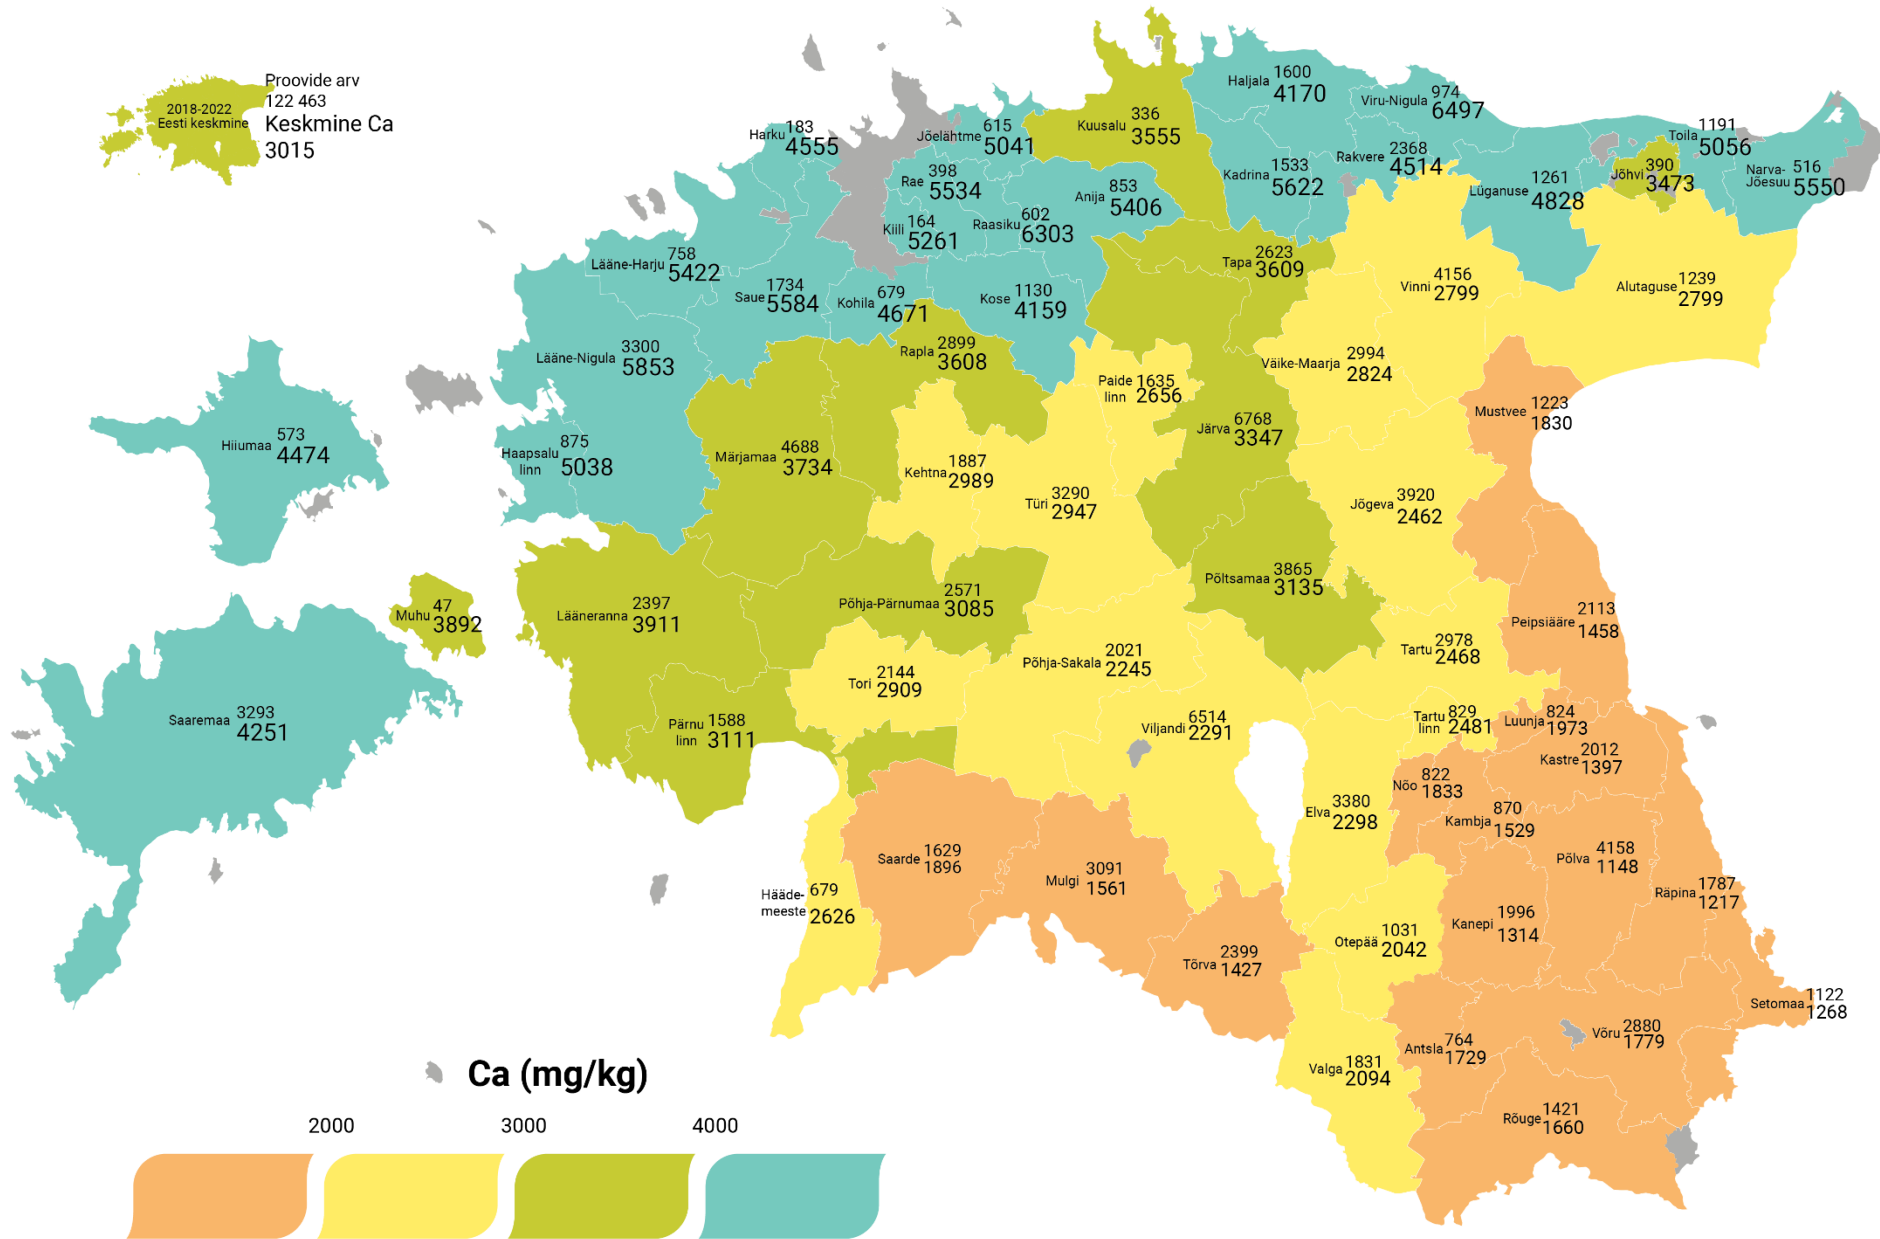 Proovide arv
122 463
Keskmine Ca
3015
2018-2022
Eesti keskmine
Harku 183
4555
Jõelähtme 615
5041
Kuusalu 336
3555
Haljala 1600
4170
Viru-Nigula 974
6497
Toila 1191
5056
Rae 398
5534
Anija 853
5406
Kadrina 1533
5622
Rakvere 2368
4514
Lüganuse 1261
4828
Jõhvi 390
3473
Narva-Jõesuu 516
5550
Kiili 164
5261
Raasiku 602
6303
Lääne-Harju 758
5422
Saue 1734
5584
Kohila 679
4671
Kose 1130
4159
Tapa 2623
3609
Vinni 4156
2799
Alutaguse 1239
2799
Lääne-Nigula 3300
5853
Rapla 2899
3608
Paide linn 1635
2656
Väike-Maarja 2994
2824
Mustvee 1223
1830
Hiiumaa 573
4474
Haapsalu linn 875
5038
Märjamaa 4688
3734
Kehtna 1887
2989
Türi 3290
2947
Järva 6768
3347
Jõgeva 3920
2462
Muhu 47
3892
Lääneranna 2397
3911
Põhja-Pärnumaa 2571
3085
Põltsamaa 3865
3135
Peipsiääre 2113
1458
Saaremaa 3293
4251
Tori 2144
2909
Põhja-Sakala 2021
2245
Tartu 2978
2468
Pärnu linn 1588
3111
Viljandi 6514
2291
Tartu linn 829
2481
Luunja 824
1973
Kastre 2012
1397
Nõo 822
1833
Elva 3380
2298
Kambja 870
1529
Põlva 4158
1148
Saarde 1629
1896
Mulgi 3091
1561
Räpina 1787
1217
Häädemeeste 679
2626
Otepää 1031
2042
Kanepi 1996
1314
Tõrva 2399
1427
Setomaa 1122
1268
Antsla 764
1729
Võru 2880
1779
Valga 1831
2094
Rõuge 1421
1660
Ca (mg/kg)
2000 3000 4000